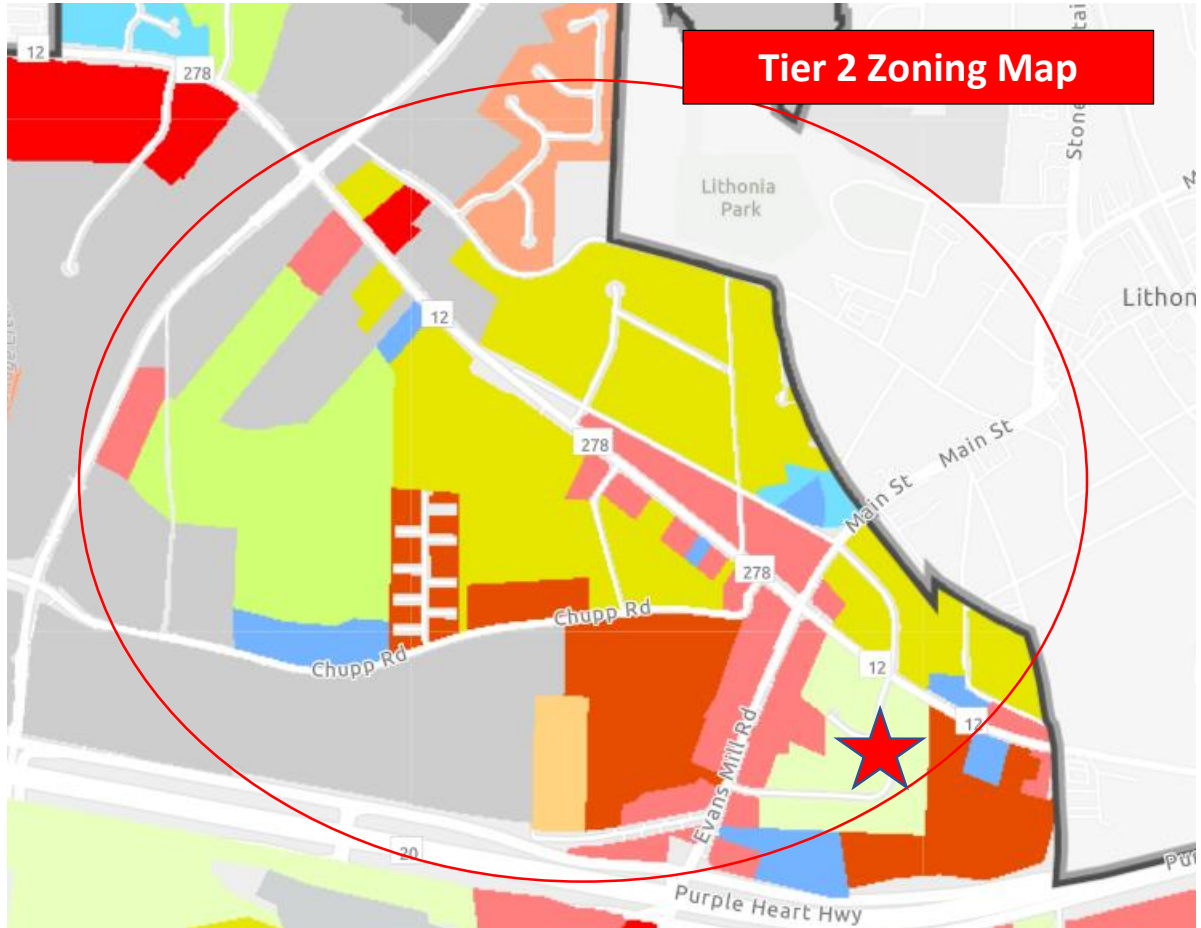 Tier 2 Zoning Map
12
278
Lithonia
Park
12
278
Main St
Main St
278
Chupp Rd
Chupp Rd
12
12
Evans Mill Rd
20
Purple Heart Hwy